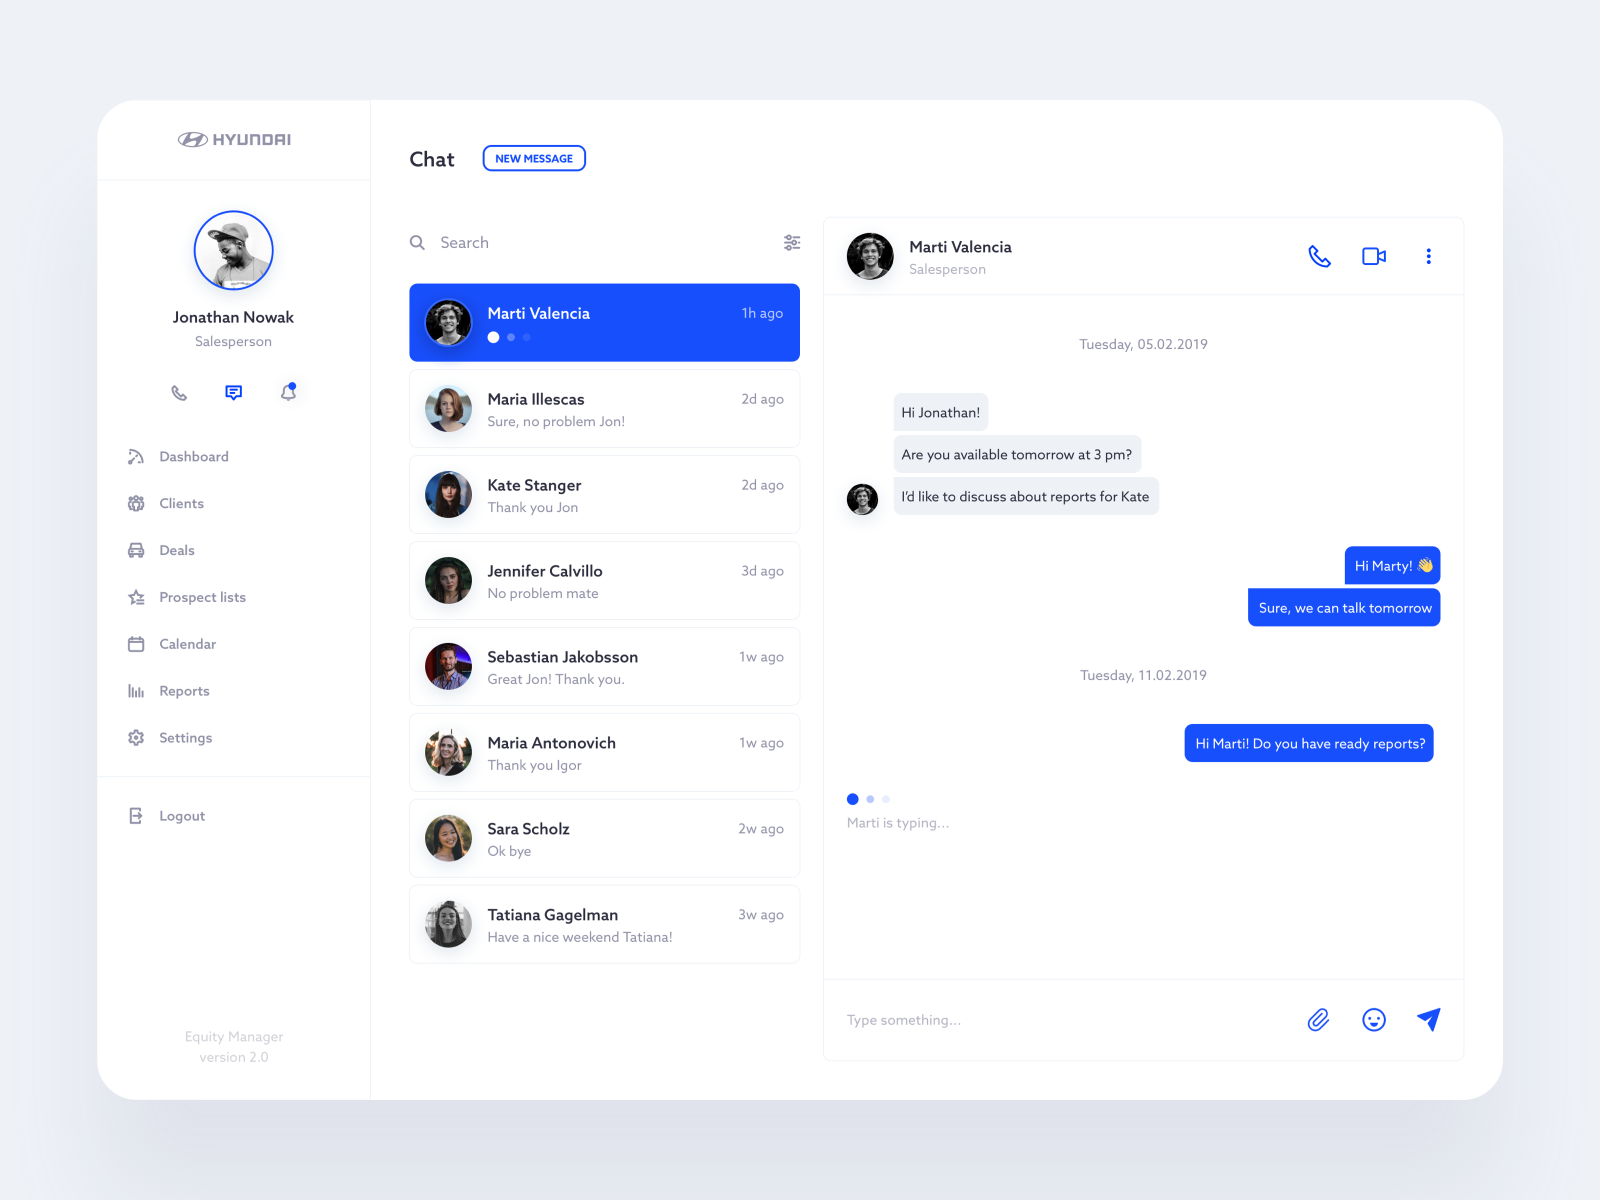 HYUNDAI
Jonathan Nowak
Salesperson
Dashboard
Clients
Deals
Prospect lists
Calendar
Reports
Settings
Logout
Equity Manager
version 2.0
Chat
NEW MESSAGE
Search
Marti Valencia
1h ago
Maria Illescas
2d ago
Sure, no problem Jon!
Kate Stanger
2d ago
Thank you Jon
Jennifer Calvillo
3d ago
No problem mate
Sebastian Jakobsson
1w ago
Great Jon! Thank you.
Maria Antonovich
1w ago
Thank you Igor
Sara Scholz
2w ago
Ok bye
Tatiana Gagelman
3w ago
Have a nice weekend Tatiana!
Marti Valencia
Salesperson
Tuesday, 05.02.2019
Hi Jonathan!
Are you available tomorrow at 3 pm?
I'd like to discuss about reports for Kate
Hi Marty! 👋
Sure, we can talk tomorrow
Tuesday, 11.02.2019
Hi Marti! Do you have ready reports?
Marti is typing...
Type something...